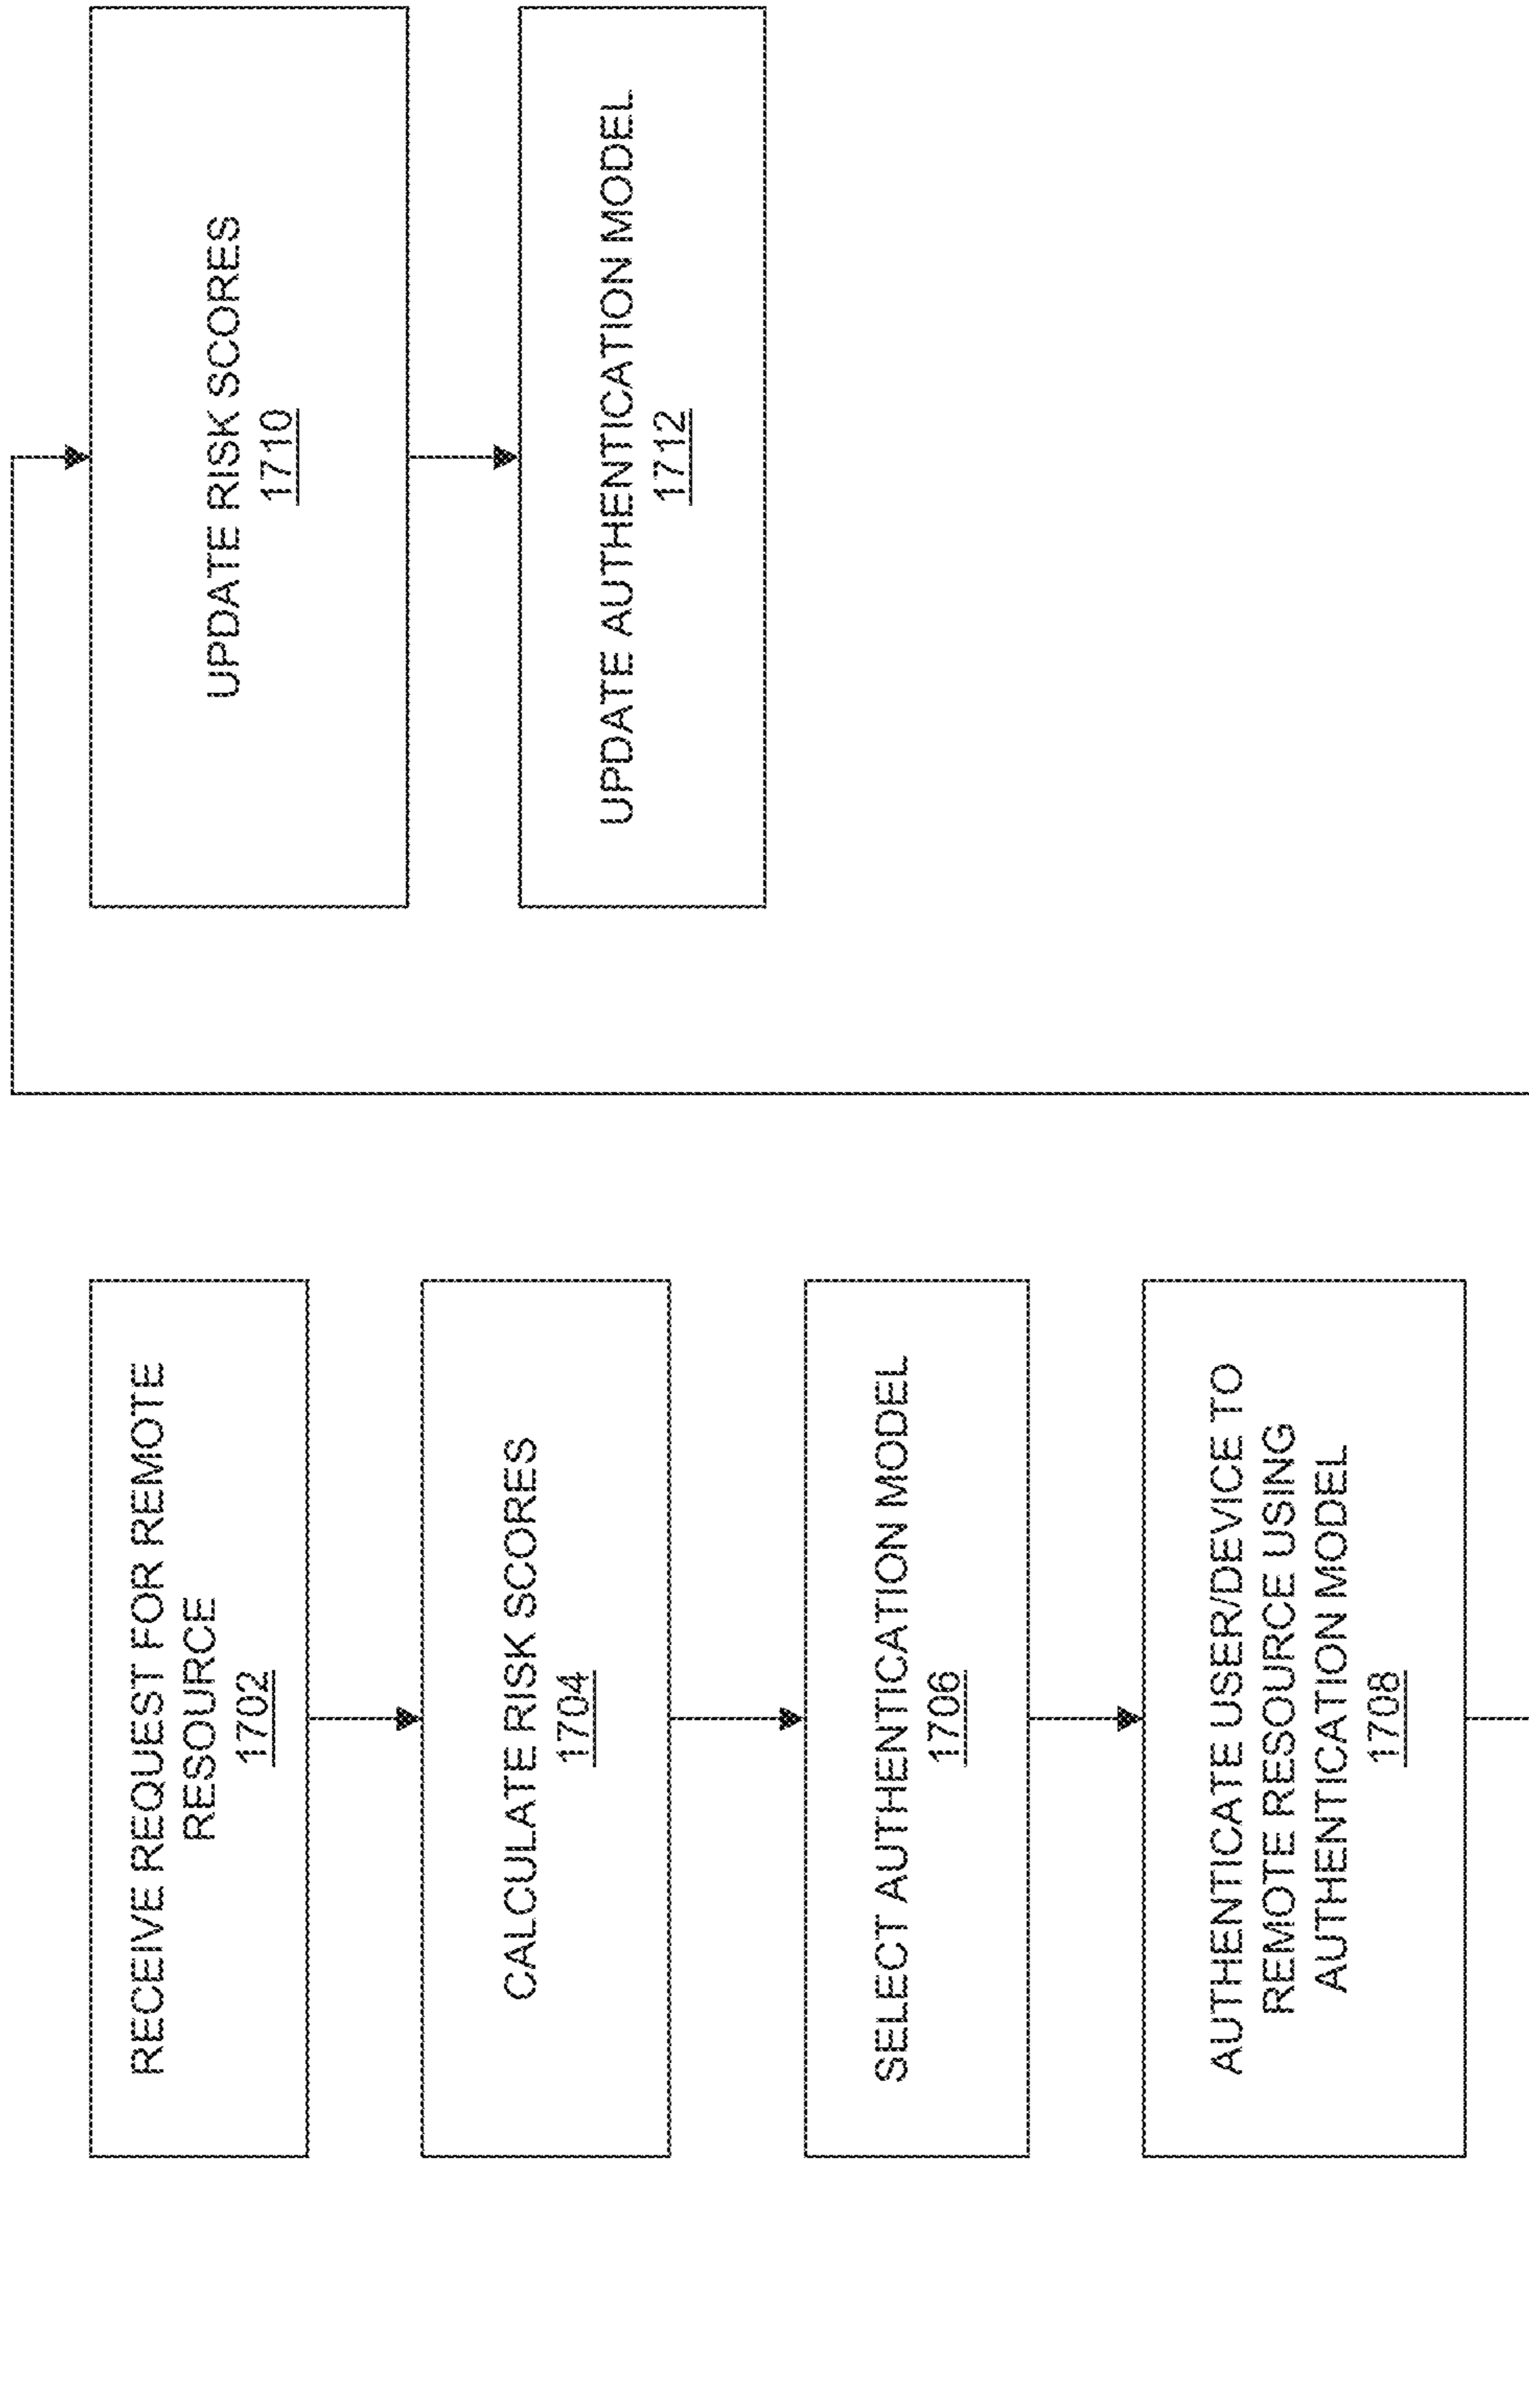 RECEIVE REQUEST FOR REMOTE
RESOURCE
1702
CALCULATE RISK SCORES
1704
SELECT AUTHENTICATION MODEL
1706
AUTHENTICATE USER/DEVICE TO
REMOTE RESOURCE USING
AUTHENTICATION MODEL
1708
UPDATE RISK SCORES
1710
UPDATE AUTHENTICATION MODEL
1712